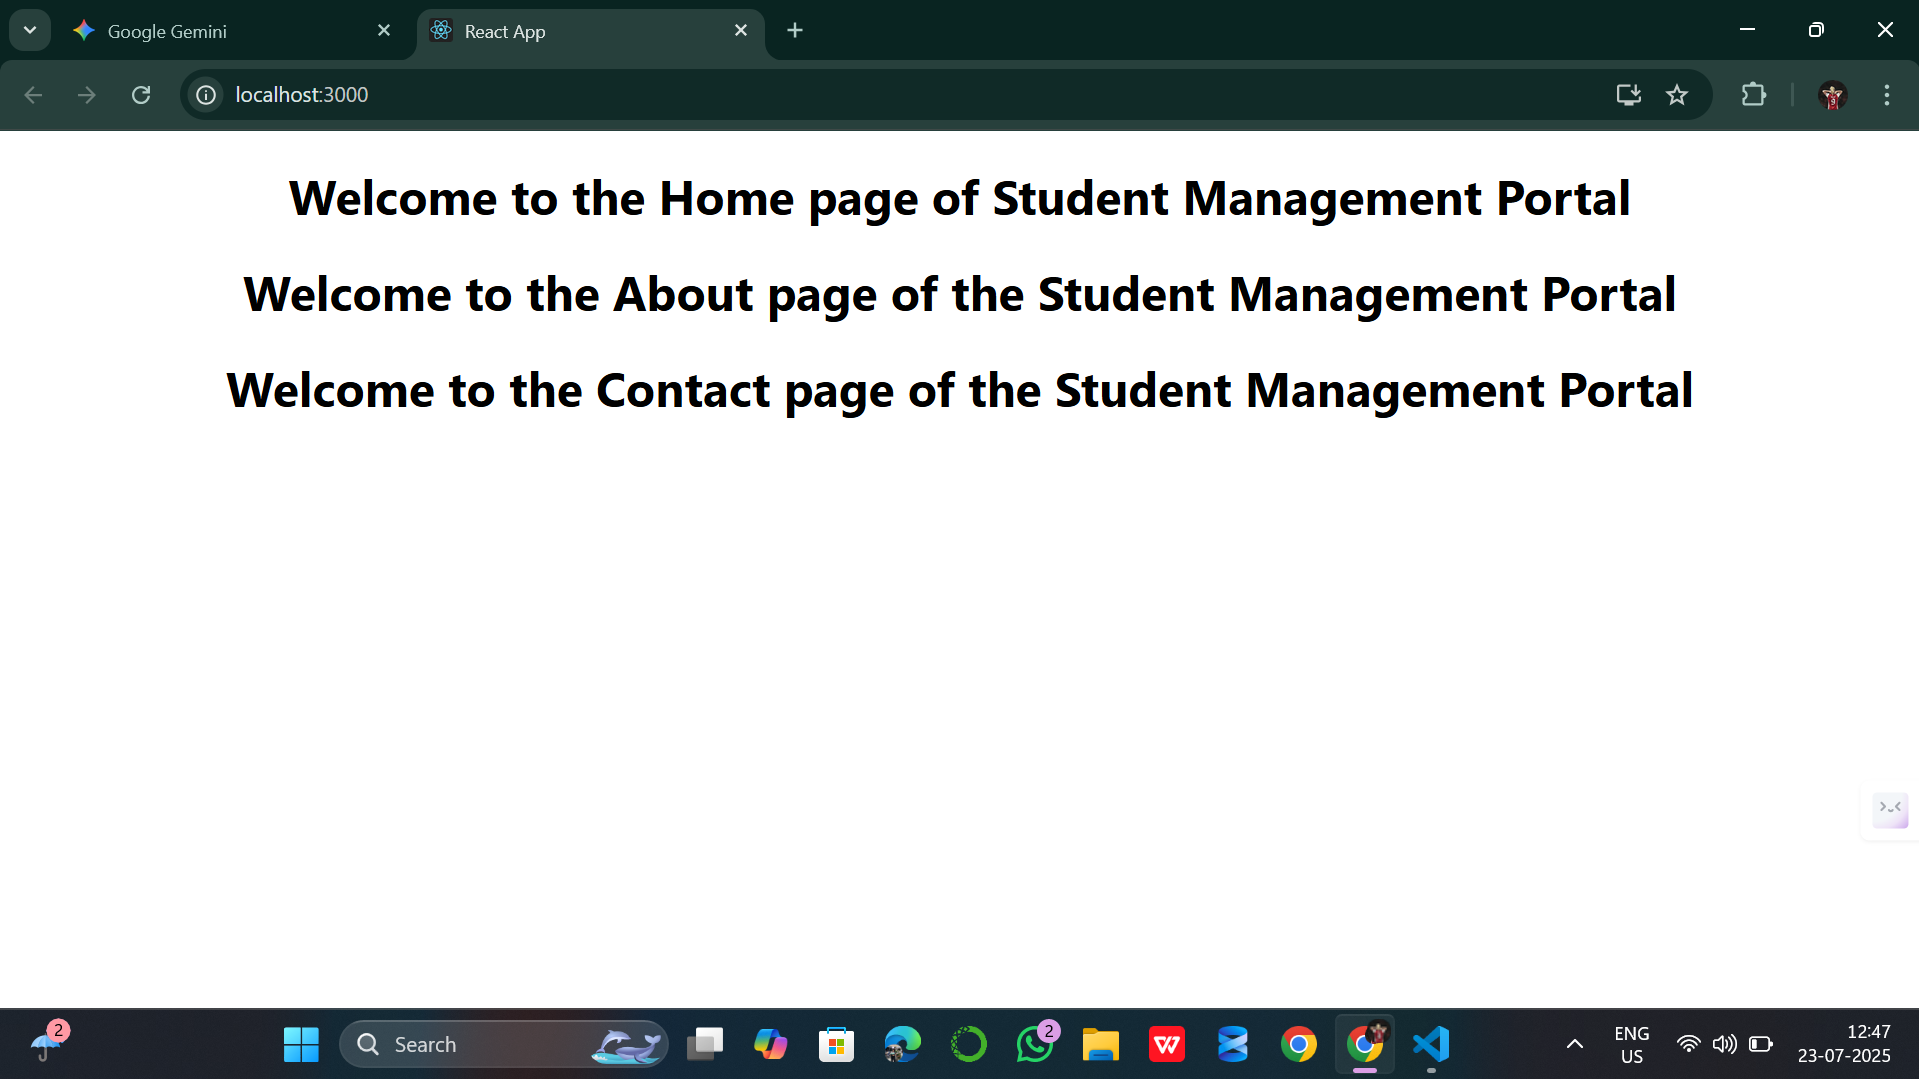 Google Gemini
React App
localhost:3000
Welcome to the Home page of Student Management Portal
Welcome to the About page of the Student Management Portal
Welcome to the Contact page of the Student Management Portal
2
Search
2
ENG
US
12:47
23-07-2025